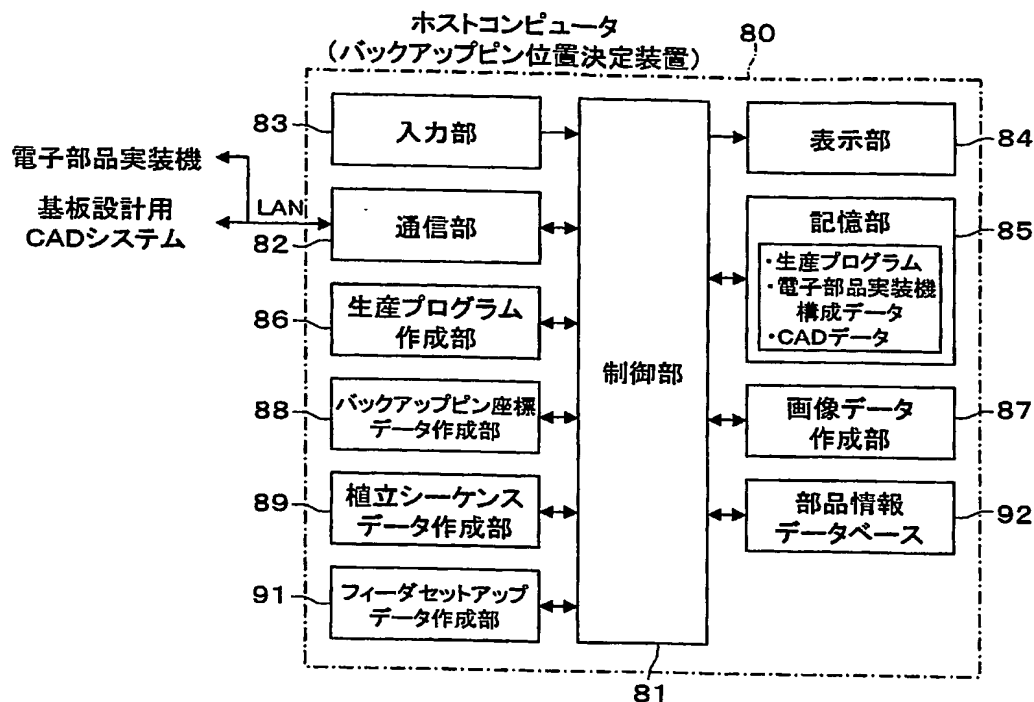 ホストコンピュータ
(バックアップピン位置決定装置)
80
83
入力部
表示部
84
電子部品実装機
LAN
基板設計用
CADシステム
82
通信部
記憶部
85
・生産プログラム
・電子部品実装機
構成データ
・CADデータ
86
生産プログラム
作成部
制御部
88
バックアップピン座標
データ作成部
画像データ
作成部
87
89
植立シーケンス
データ作成部
部品情報
データベース
92
91
フィーダセットアップ
データ作成部
81